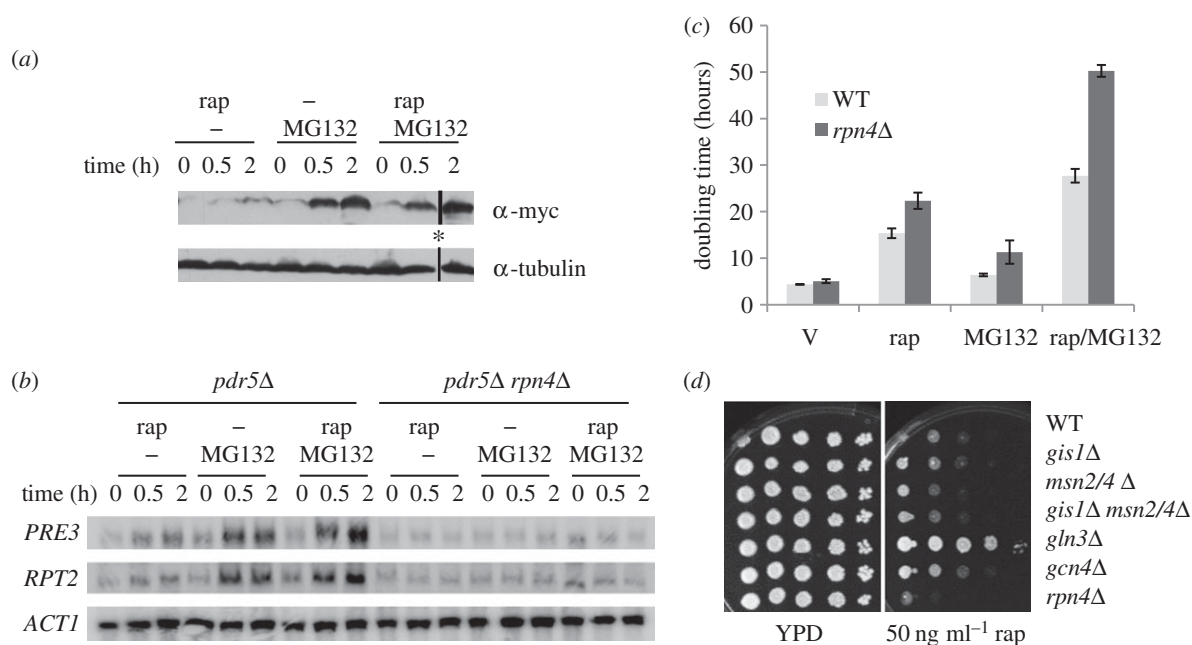 (a)
rap – rap
– MG132 MG132
time (h) 0 0.5 2 0 0.5 2 0 0.5 2
α-myc
*
α-tubulin
(b)
pdr5Δ pdr5Δ rpn4Δ
rap – rap rap – rap
– MG132 MG132 – MG132 MG132
time (h) 0 0.5 2 0 0.5 2 0 0.5 2 0 0.5 2 0 0.5 2 0 0.5 2
PRE3
RPT2
ACT1
(c)
doubling time (hours)
60
50
40
30
20
10
0
WT
rpn4Δ
V rap MG132 rap/MG132
(d)
WT
gis1Δ
msn2/4 Δ
gis1Δ msn2/4Δ
gln3Δ
gcn4Δ
rpn4Δ
YPD 50 ng ml⁻¹ rap